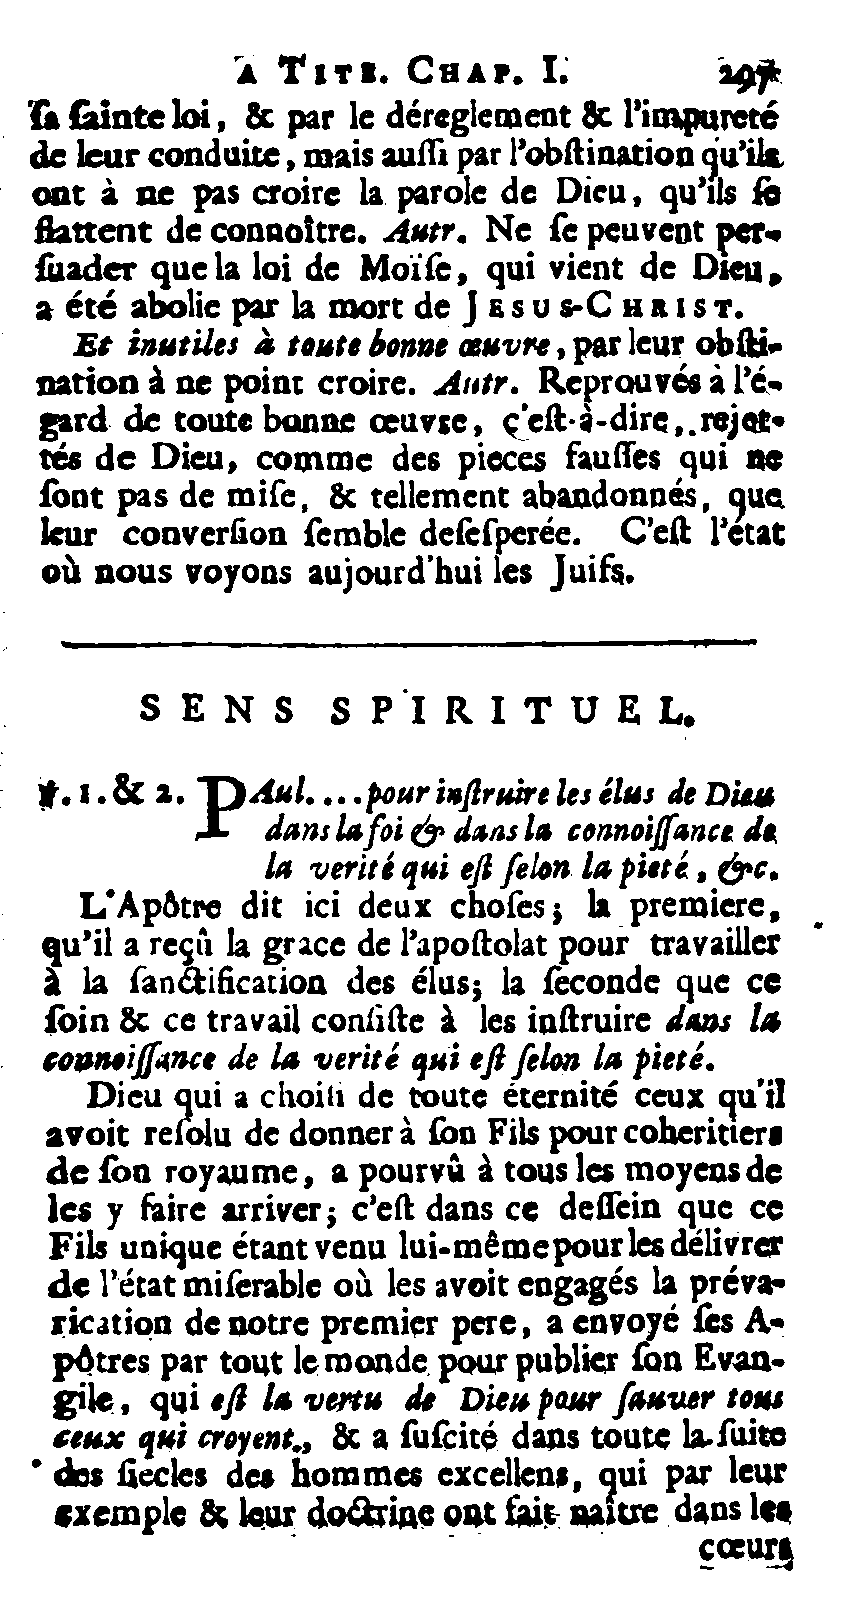 A TITE. CHAP. I. 297
ſa ſainte loi, & par le déreglement & l'impureté
de leur conduite, mais auſſi par l'obſtination qu'ils
ont à ne pas croire la parole de Dieu, qu'ils ſe
flattent de connoître. Autr. Ne ſe peuvent per-
ſuader que la loi de Moïſe, qui vient de Dieu,
a été abolie par la mort de JESUS-CHRIST.
Et inutiles à toute bonne œuvre, par leur obſti-
nation à ne point croire. Autr. Reprouvés à l'é-
gard de toute bonne œuvre, c'eſt-à-dire, rejet-
tés de Dieu, comme des pieces fauſſes qui ne
ſont pas de miſe, & tellement abandonnés, que
leur converſion ſemble deſeſperée. C'eſt l'état
où nous voyons aujourd'hui les Juifs.
SENS SPIRITUEL.
℣. 1. & 2. PAul.... pour inſtruire les élus de Dieu
dans la foi & dans la connoiſſance de
la verité qui eſt ſelon la pieté, &c.
L'Apôtre dit ici deux choſes; la premiere,
qu'il a reçû la grace de l'apoſtolat pour travailler
à la ſanctification des élus; la ſeconde que ce
ſoin & ce travail conſiſte à les inſtruire dans la
connoiſſance de la verité qui eſt ſelon la pieté.
Dieu qui a choiſi de toute éternité ceux qu'il
avoit reſolu de donner à ſon Fils pour coheritiers
de ſon royaume, a pourvû à tous les moyens de
les y faire arriver; c'eſt dans ce deſſein que ce
Fils unique étant venu lui-même pour les délivrer
de l'état miſerable où les avoit engagés la préva-
rication de notre premier pere, a envoyé ſes A-
pôtres par tout le monde pour publier ſon Evan-
gile, qui eſt la vertu de Dieu pour ſauver tous
ceux qui croyent, & a ſuſcité dans toute la ſuite
des ſiecles des hommes excellens, qui par leur
exemple & leur doctrine ont fait naître dans les
cœurs